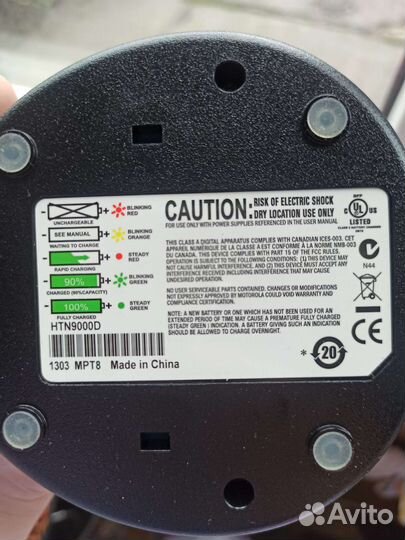 BLINKING
RED
UNCHARGEABLE
SEE MANUAL
BLINKING
ORANGE
WAITING TO CHARGE
STEADY
RED
RAPID CHARGING
90%
BLINKING
GREEN
CHARGED (90%CAPACITY)
100%
STEADY
GREEN
FULLY CHARGED
HTN9000D
1303 MPT8 Made in China
CAUTION: RISK OF ELECTRIC SHOCK
DRY LOCATION USE ONLY
FOR USE ONLY WITH POWER SUPPLIES REFERENCED IN THE USER MANUAL
THIS CLASS A DIGITAL APPARATUS COMPLIES WITH CANADIAN ICES-003. CET
APPAREIL NUMÉRIQUE DE LA CLASSE A EST CONFORME À LA NORME NMB-003
DU CANADA. THIS DEVICE COMPLIES WITH PART 15 OF THE FCC RULES.
OPERATION IS SUBJECT TO THE FOLLOWING CONDITIONS: (1) THIS DEVICE MAY
NOT CAUSE HARMFUL INTERFERENCE, AND (2) THIS DEVICE MUST ACCEPT ANY
INTERFERENCE RECEIVED INCLUDING INTERFERENCE THAT MAY CAUSE
UNDESIRED OPERATION.
NO USER SERVICEABLE PARTS INSIDE. CHANGES OR MODIFICATIONS NOT
EXPRESSLY APPROVED BY MOTOROLA COULD VOID WARRANTY AND
COMPLIANCE CERTIFICATION.
NOTE: A NEW BATTERY, OR ONE WHICH HAS NOT BEEN USED FOR AN
EXTENDED PERIOD OF TIME MAY CAUSE A PREMATURE FULL CHARGED
(STEADY GREEN) INDICATION. A BATTERY GIVING SUCH AN INDICATION
SHOULD BE ALLOWED TO CHARGE OVERNIGHT.
BFP
C UL US
LISTED
N44
CE
*20
Avito